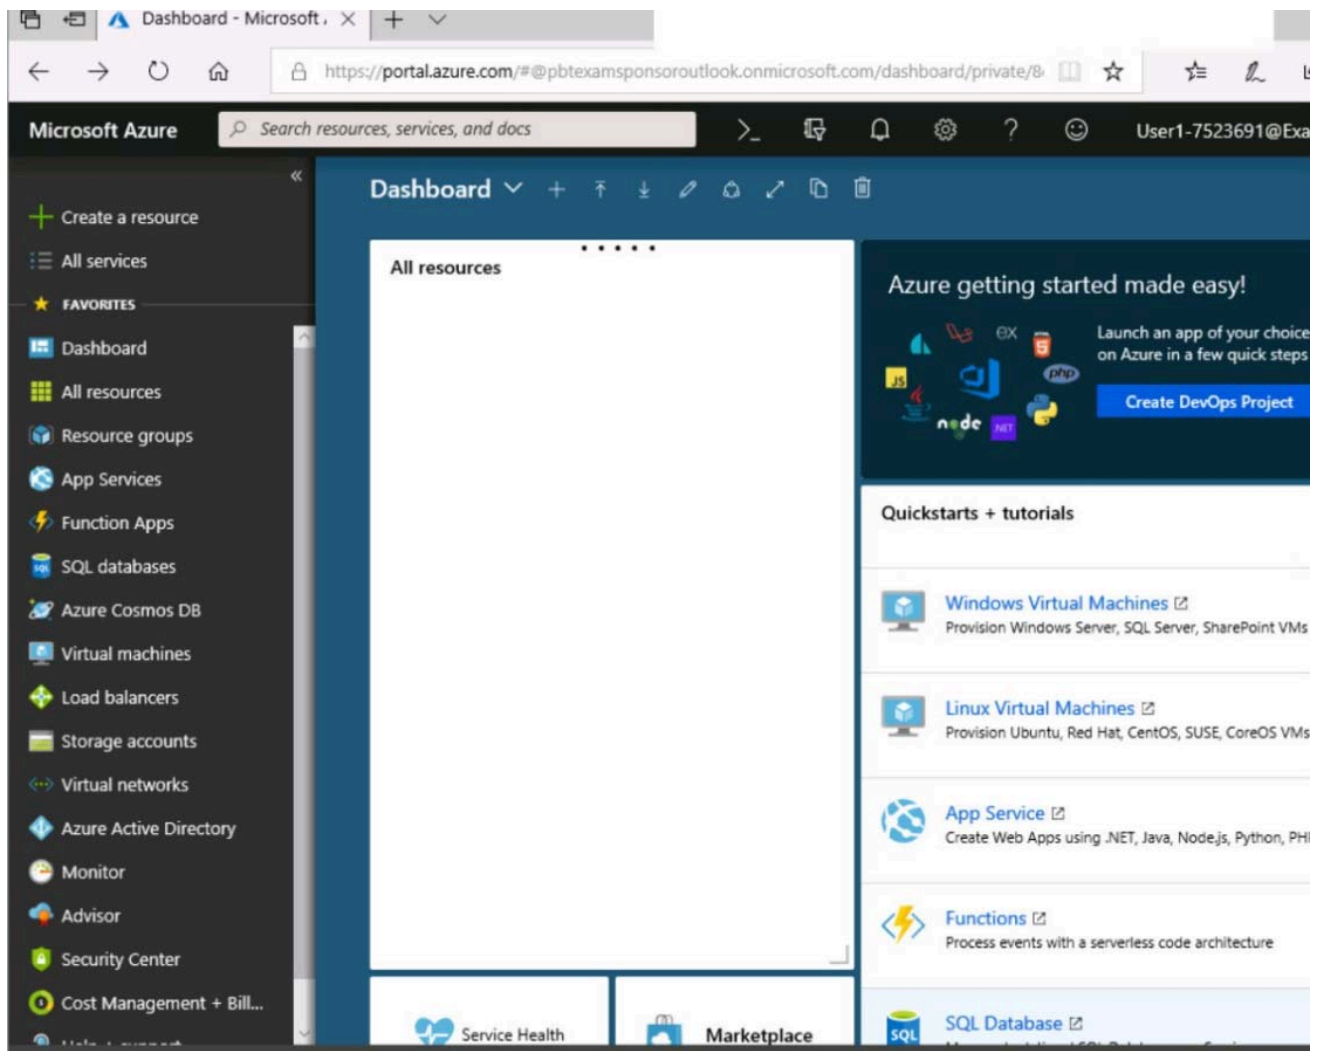 Dashboard - Microsoft
https://portal.azure.com/#@pbtexamsponsoroutlook.onmicrosoft.com/dashboard/private/8
Microsoft Azure
Search resources, services, and docs
User1-7523691@Exa
Create a resource
All services
FAVORITES
Dashboard
All resources
Resource groups
App Services
Function Apps
SQL databases
Azure Cosmos DB
Virtual machines
Load balancers
Storage accounts
Virtual networks
Azure Active Directory
Monitor
Advisor
Security Center
Cost Management + Bill...
Dashboard
All resources
Azure getting started made easy!
Launch an app of your choice
on Azure in a few quick steps
Create DevOps Project
ex
JS
php
node
.NET
Quickstarts + tutorials
Windows Virtual Machines
Provision Windows Server, SQL Server, SharePoint VMs
Linux Virtual Machines
Provision Ubuntu, Red Hat, CentOS, SUSE, CoreOS VMs
App Service
Create Web Apps using .NET, Java, Node.js, Python, PH
Functions
Process events with a serverless code architecture
SQL
SQL Database
Service Health
Marketplace